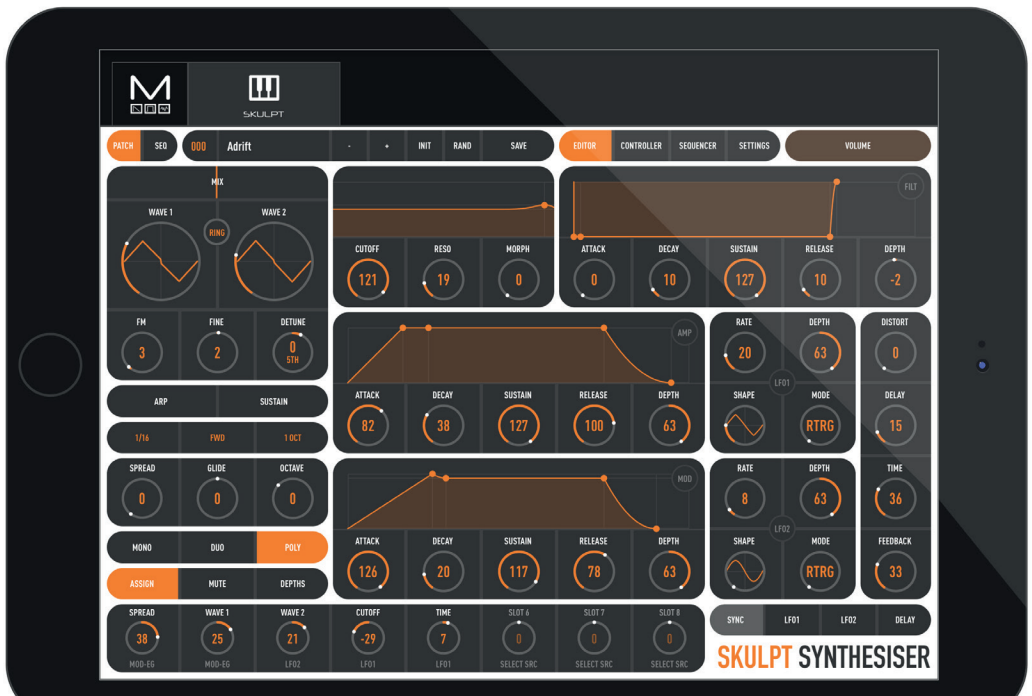 M
SKULPT
PATCH SEQ 000 Adrift - + INIT RAND SAVE EDITOR CONTROLLER SEQUENCER SETTINGS VOLUME
MIX
WAVE 1 WAVE 2
RING
FILT
CUTOFF RESO MORPH ATTACK DECAY SUSTAIN RELEASE DEPTH
121 19 0 0 10 127 10 -2
FM FINE DETUNE
3 2 0
5TH
AMP
ATTACK DECAY SUSTAIN RELEASE DEPTH
82 38 127 100 63
RATE DEPTH DISTORT
20 63 0
LFO1
SHAPE MODE DELAY
RTRG 15
ARP SUSTAIN
1/16 FWD 1 OCT
SPREAD GLIDE OCTAVE
0 0 0
MOD
ATTACK DECAY SUSTAIN RELEASE DEPTH
126 20 117 78 63
RATE DEPTH TIME
8 63 36
LFO2
SHAPE MODE FEEDBACK
RTRG 33
MONO DUO POLY
ASSIGN MUTE DEPTHS
SPREAD WAVE 1 WAVE 2 CUTOFF TIME SLOT 6 SLOT 7 SLOT 8
38 25 21 -29 7 0 0 0
MOD-EG MOD-EG LFO2 LFO1 LFO1 SELECT SRC SELECT SRC SELECT SRC
SYNC LFO1 LFO2 DELAY
SKULPT SYNTHESISER